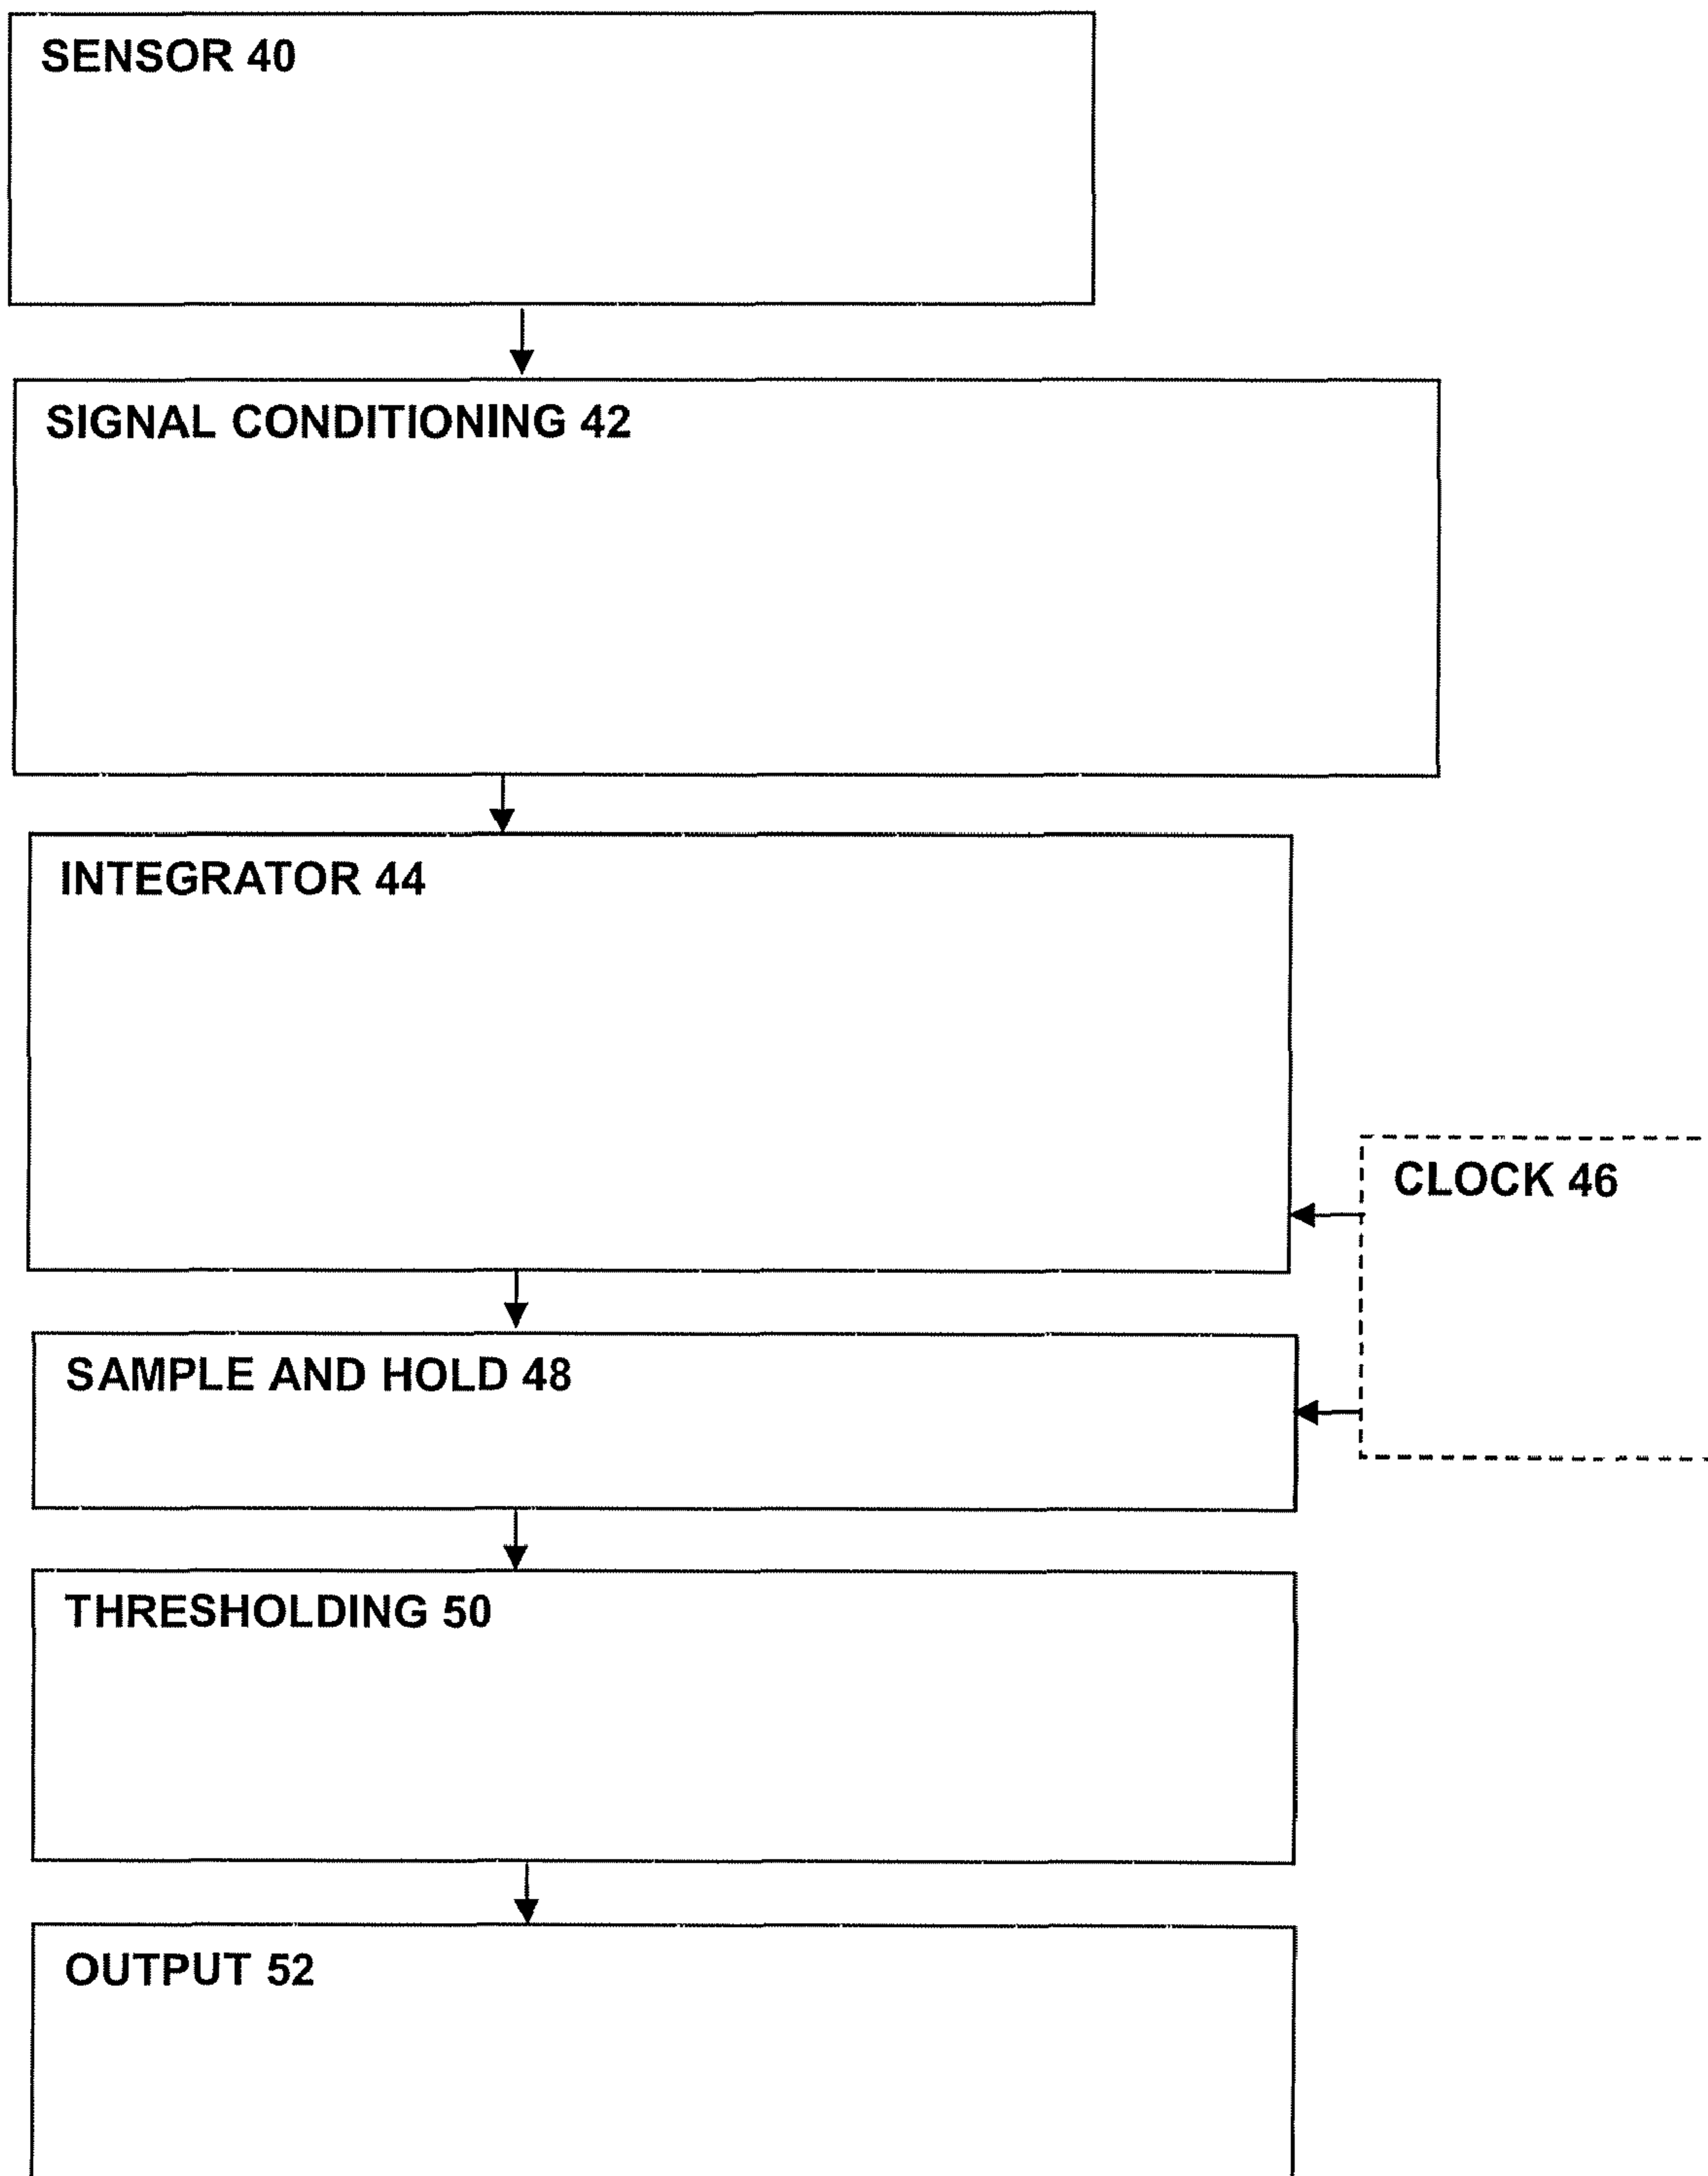 SENSOR 40
SIGNAL CONDITIONING 42
INTEGRATOR 44
CLOCK 46
SAMPLE AND HOLD 48
THRESHOLDING 50
OUTPUT 52